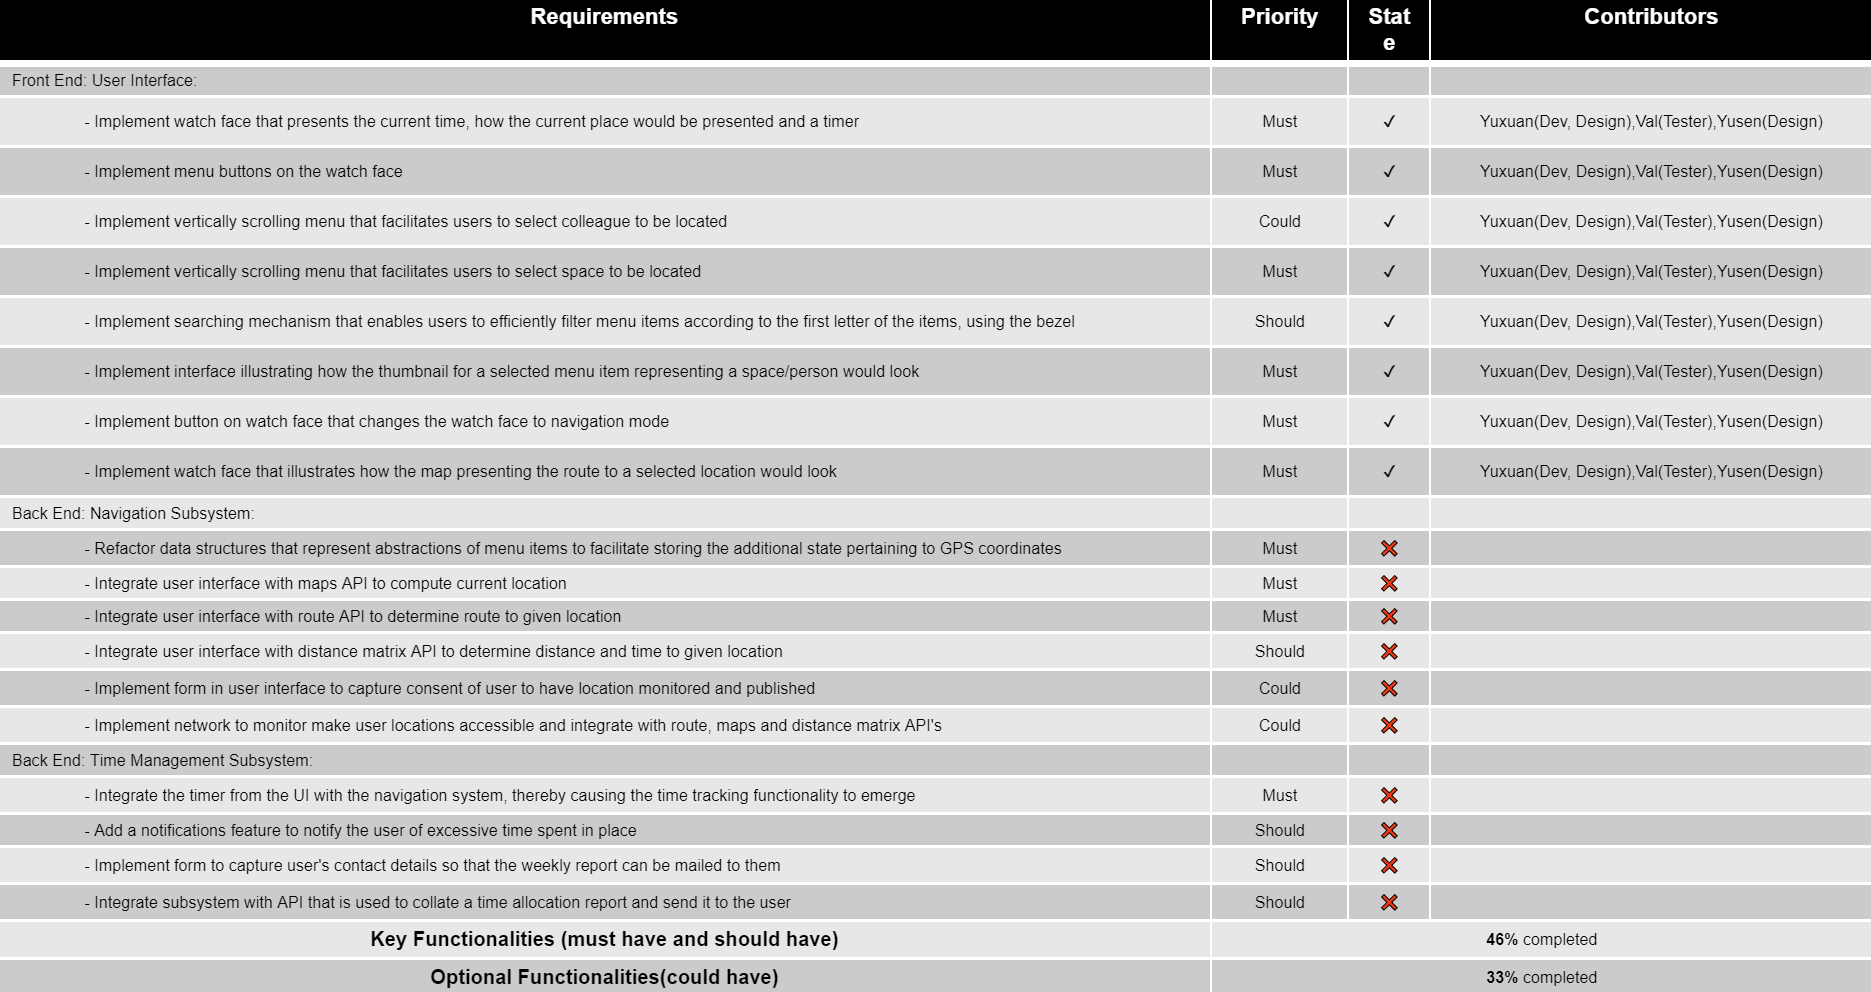 Requirements Priority Stat
e Contributors
Front End: User Interface:
- Implement watch face that presents the current time, how the current place would be presented and a timer Must ✓ Yuxuan(Dev, Design),Val(Tester),Yusen(Design)
- Implement menu buttons on the watch face Must ✓ Yuxuan(Dev, Design),Val(Tester),Yusen(Design)
- Implement vertically scrolling menu that facilitates users to select colleague to be located Could ✓ Yuxuan(Dev, Design),Val(Tester),Yusen(Design)
- Implement vertically scrolling menu that facilitates users to select space to be located Must ✓ Yuxuan(Dev, Design),Val(Tester),Yusen(Design)
- Implement searching mechanism that enables users to efficiently filter menu items according to the first letter of the items, using the bezel Should ✓ Yuxuan(Dev, Design),Val(Tester),Yusen(Design)
- Implement interface illustrating how the thumbnail for a selected menu item representing a space/person would look Must ✓ Yuxuan(Dev, Design),Val(Tester),Yusen(Design)
- Implement button on watch face that changes the watch face to navigation mode Must ✓ Yuxuan(Dev, Design),Val(Tester),Yusen(Design)
- Implement watch face that illustrates how the map presenting the route to a selected location would look Must ✓ Yuxuan(Dev, Design),Val(Tester),Yusen(Design)
Back End: Navigation Subsystem:
- Refactor data structures that represent abstractions of menu items to facilitate storing the additional state pertaining to GPS coordinates Must ❌
- Integrate user interface with maps API to compute current location Must ❌
- Integrate user interface with route API to determine route to given location Must ❌
- Integrate user interface with distance matrix API to determine distance and time to given location Should ❌
- Implement form in user interface to capture consent of user to have location monitored and published Could ❌
- Implement network to monitor make user locations accessible and integrate with route, maps and distance matrix API's Could ❌
Back End: Time Management Subsystem:
- Integrate the timer from the UI with the navigation system, thereby causing the time tracking functionality to emerge Must ❌
- Add a notifications feature to notify the user of excessive time spent in place Should ❌
- Implement form to capture user's contact details so that the weekly report can be mailed to them Should ❌
- Integrate subsystem with API that is used to collate a time allocation report and send it to the user Should ❌
Key Functionalities (must have and should have) 46% completed
Optional Functionalities(could have) 33% completed